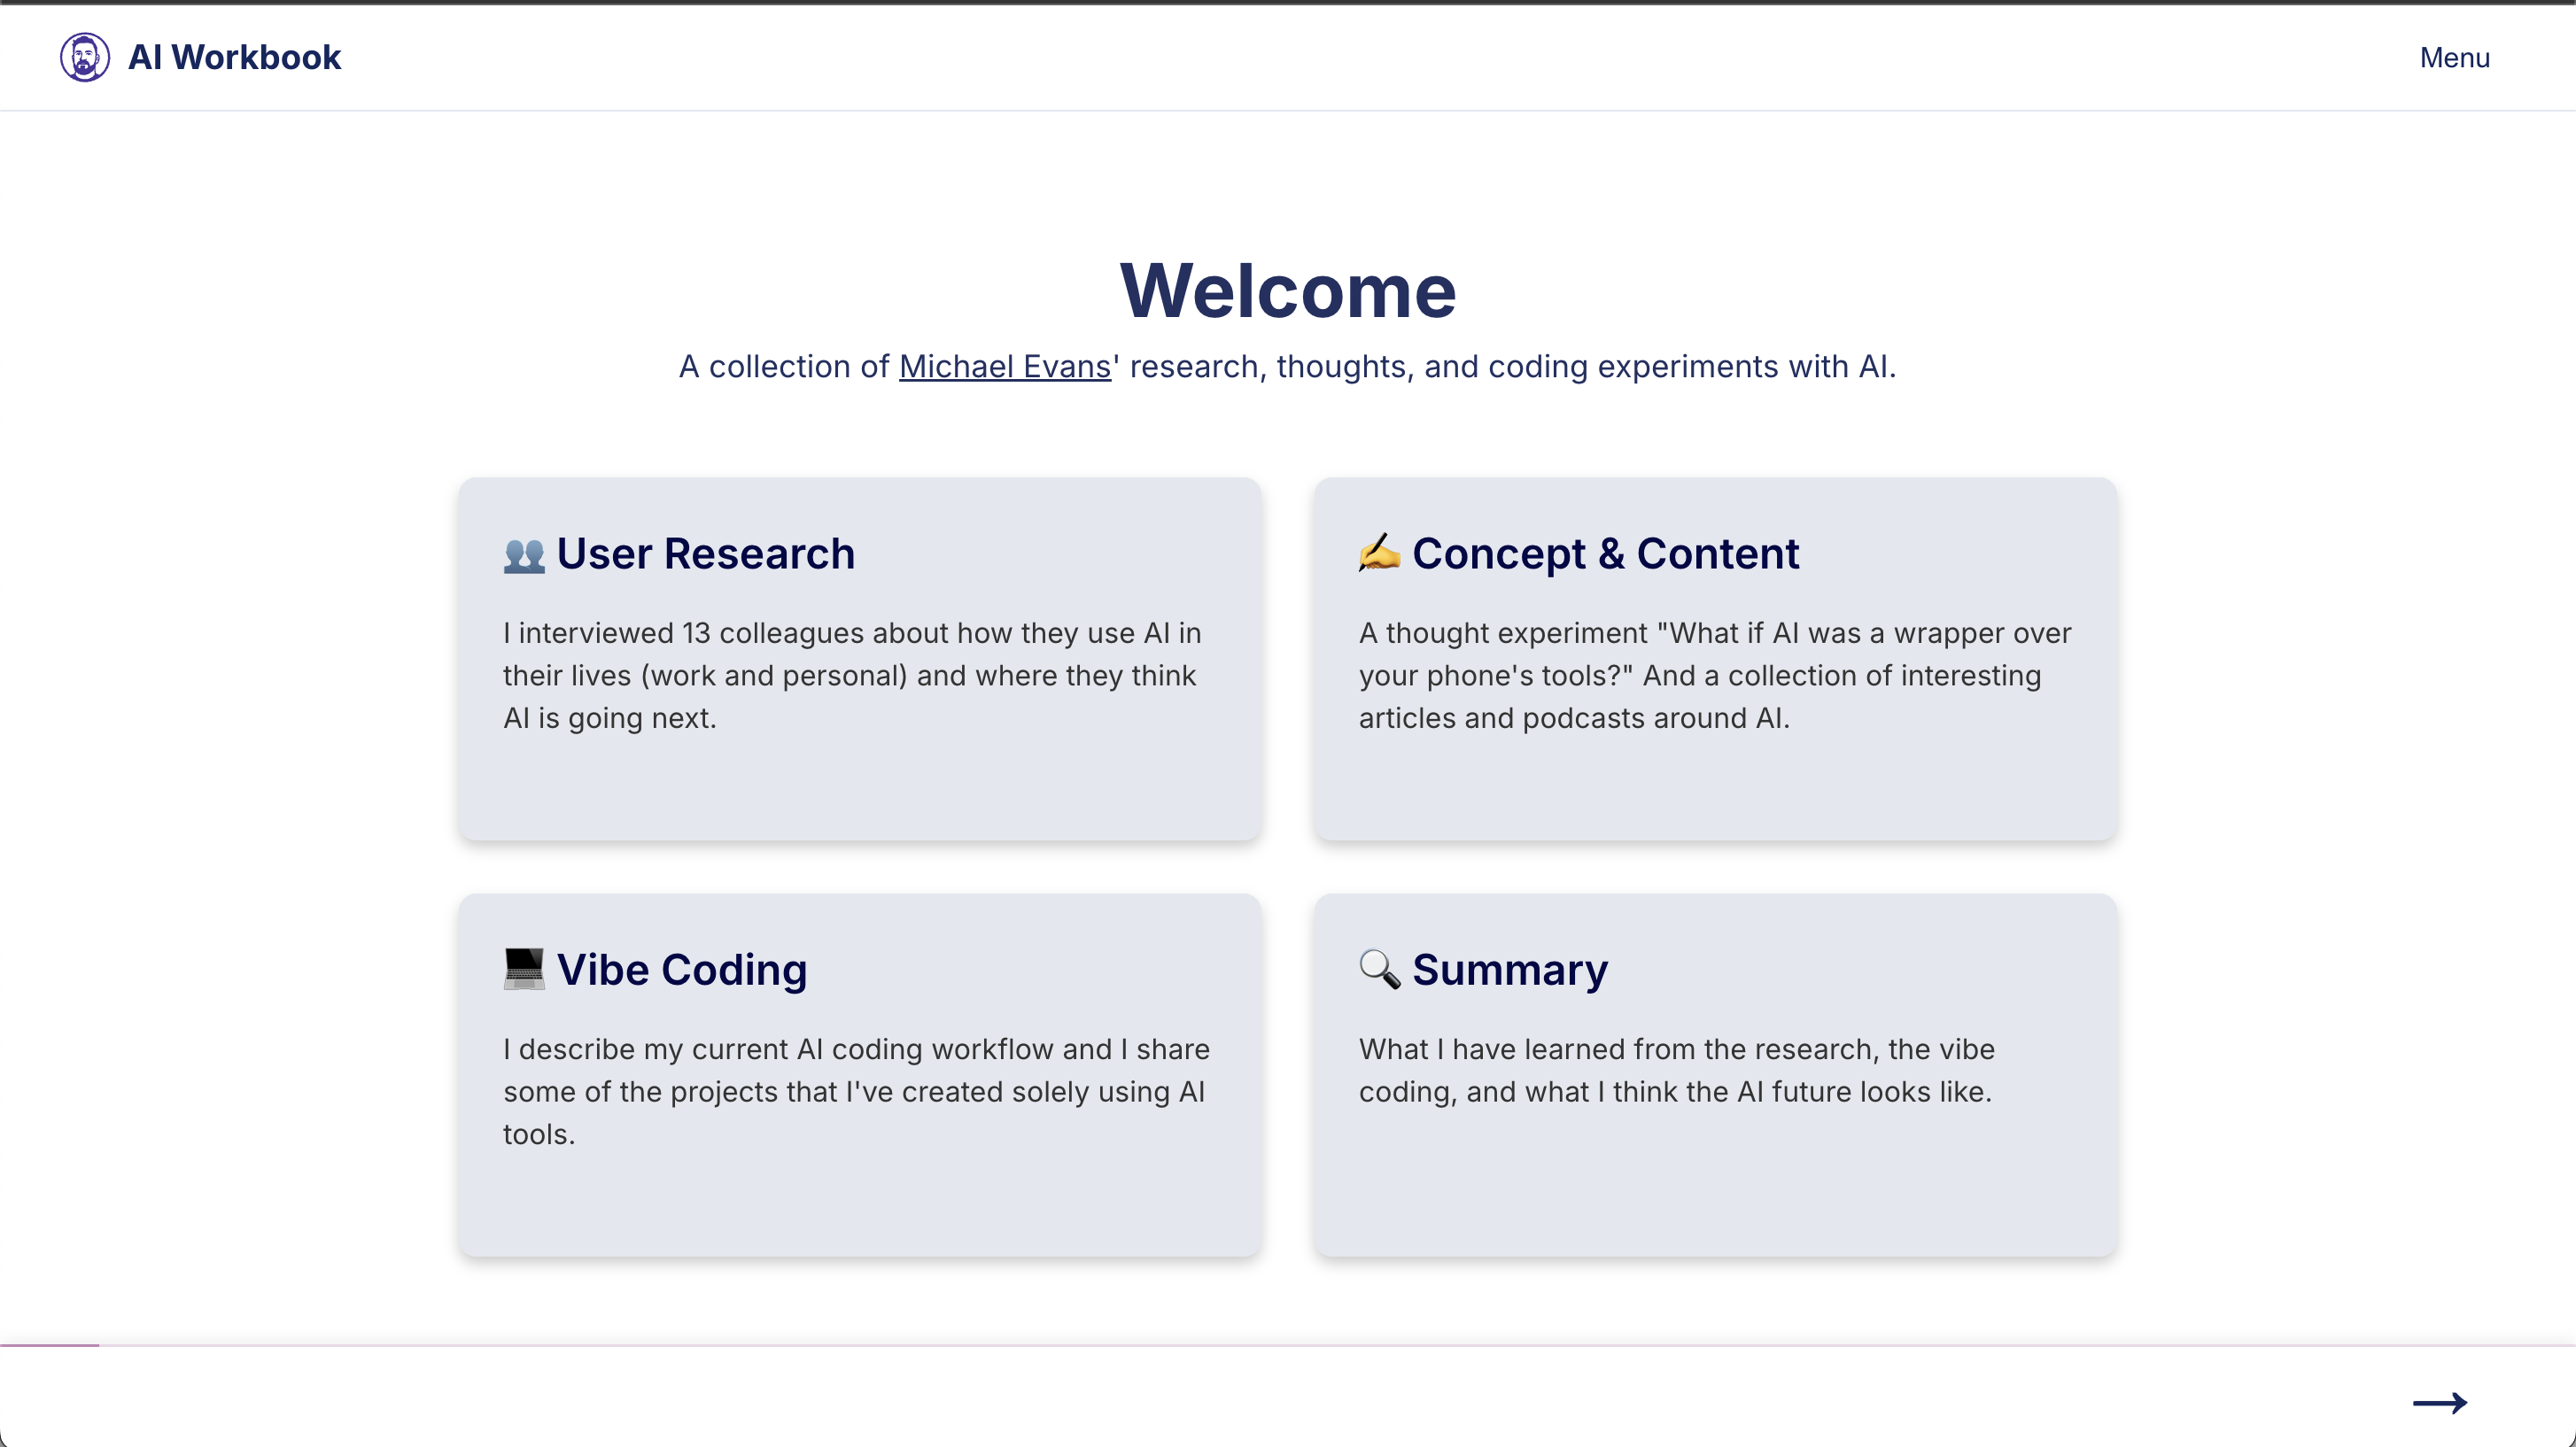 AI Workbook
Menu
Welcome
A collection of Michael Evans' research, thoughts, and coding experiments with AI.
👥 User Research
I interviewed 13 colleagues about how they use AI in
their lives (work and personal) and where they think
AI is going next.
✍️ Concept & Content
A thought experiment "What if AI was a wrapper over
your phone's tools?" And a collection of interesting
articles and podcasts around AI.
💻 Vibe Coding
I describe my current AI coding workflow and I share
some of the projects that I've created solely using AI
tools.
🔍 Summary
What I have learned from the research, the vibe
coding, and what I think the AI future looks like.
→